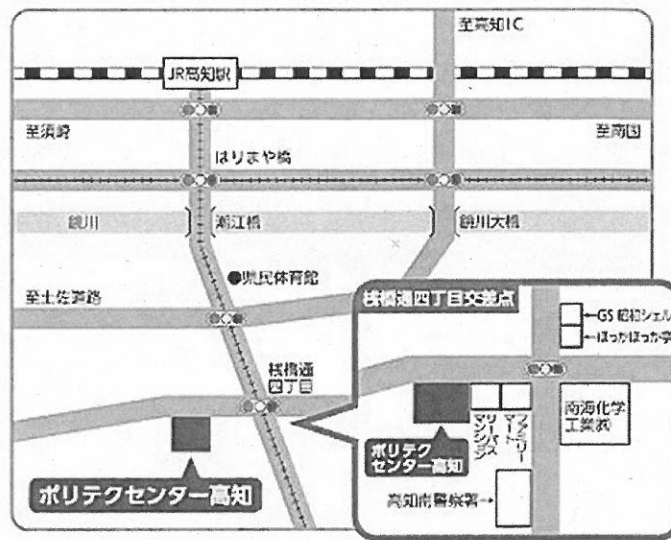 至高知IC
JR高知駅
至須崎
至南国
はりまや橋
鏡川
潮江橋
鏡川大橋
●県民体育館
至土佐道路
桟橋通
四丁目
ポリテクセンター高知
桟橋通四丁目交差点
←GS 昭和シェル
←ほっかほっか亭
ポリテク
センター高知
リーバス
マンション
ファミリー
マート
南海化学
工業㈱
高知南警察署→